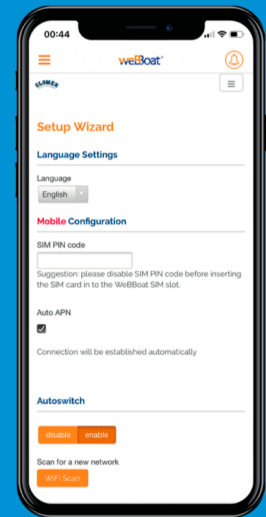 00:44
weBBoat®
GLOMEX
Setup Wizard
Language Settings
Language
English
Mobile Configuration
SIM PIN code
Suggestion: please disable SIM PIN code before inserting
the SIM card in to the WeBBoat SIM slot.
Auto APN
Connection will be established automatically
Autoswitch
disable enable
Scan for a new network
WiFi Scan